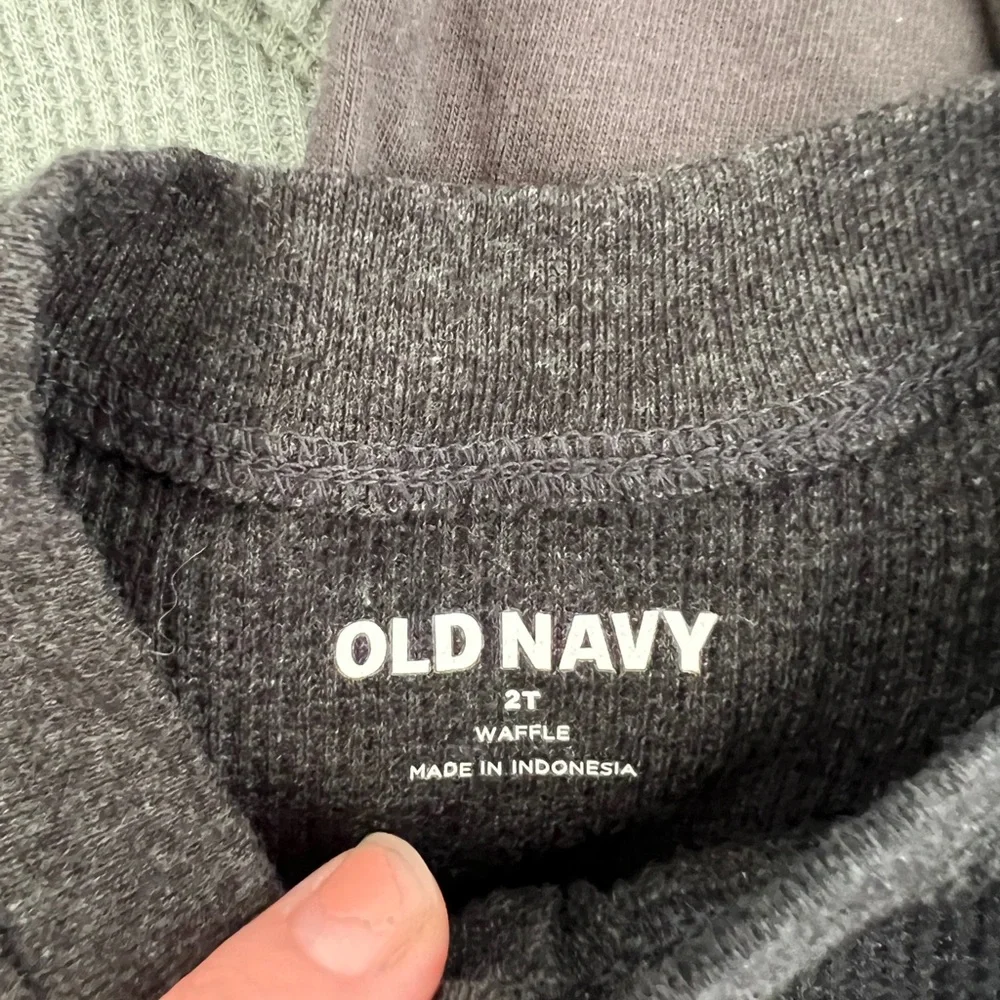 OLD NAVY
2T
WAFFLE
MADE IN INDONESIA